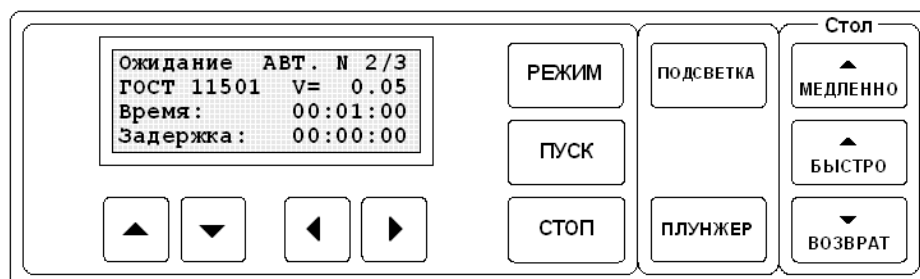 Ожидание АВТ. N 2/3
ГОСТ 11501 V= 0.05
Время: 00:01:00
Задержка: 00:00:00
РЕЖИМ
ПУСК
СТОП
ПОДСВЕТКА
ПЛУНЖЕР
Стол
МЕДЛЕННО
БЫСТРО
ВОЗВРАТ